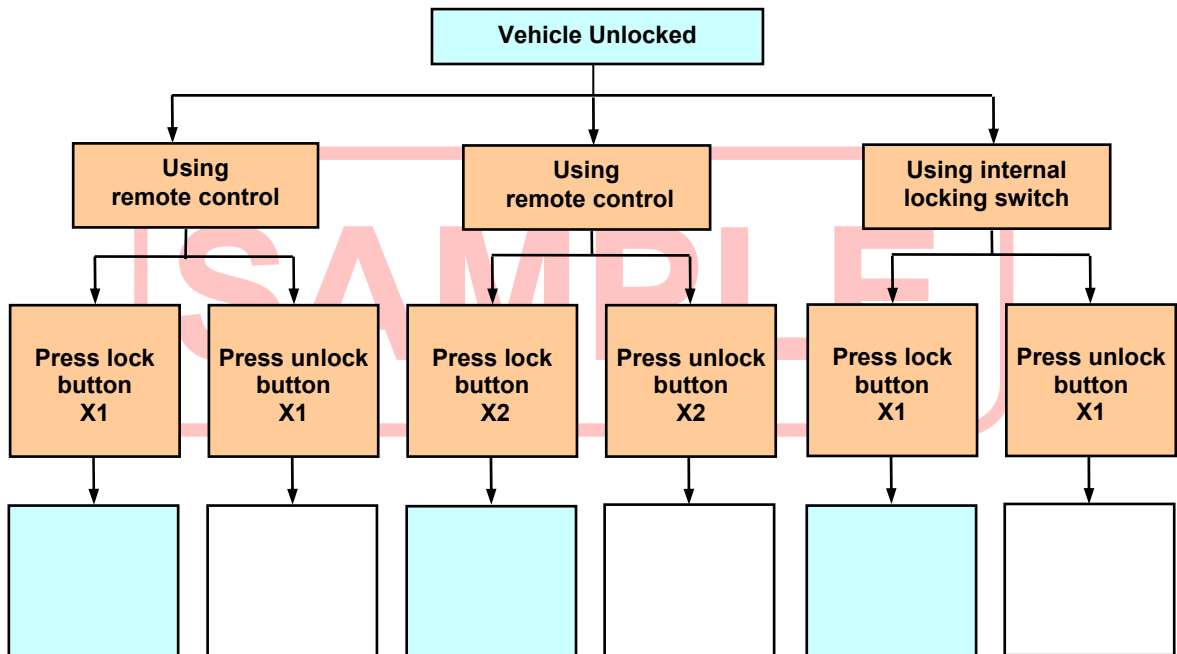 Vehicle Unlocked
Using
remote control
Using
remote control
Using internal
locking switch
SAMPLE
Press lock
button
X1
Press unlock
button
X1
Press lock
button
X2
Press unlock
button
X2
Press lock
button
X1
Press unlock
button
X1